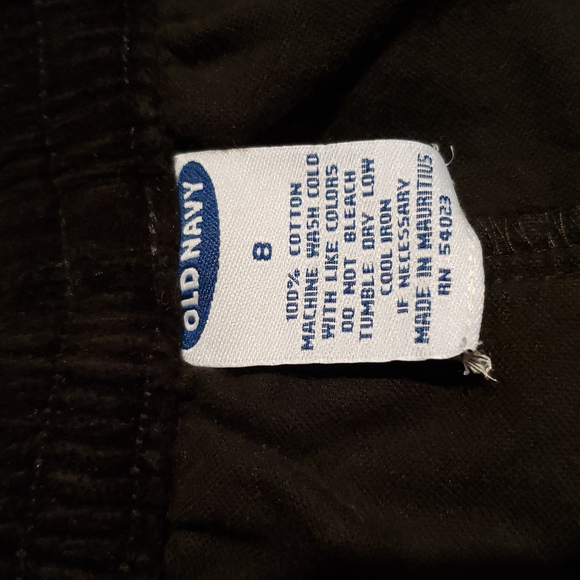 OLD NAVY
8
100% COTTON
MACHINE WASH COLD
WITH LIKE COLORS
DO NOT BLEACH
TUMBLE DRY LOW
COOL IRON
IF NECESSARY
MADE IN MAURITIUS
RN 54023